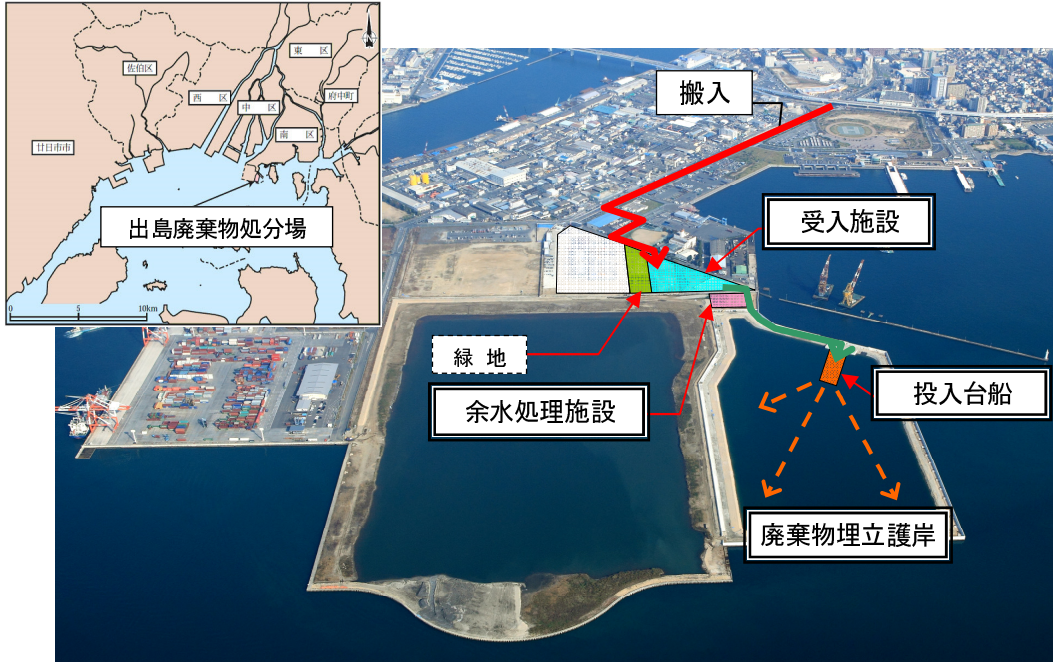 東　区
佐伯区
西　区
中　区
府中町
南　区
廿日市市
出島廃棄物処分場
0
5
10km
搬入
受入施設
緑 地
余水処理施設
投入台船
廃棄物埋立護岸